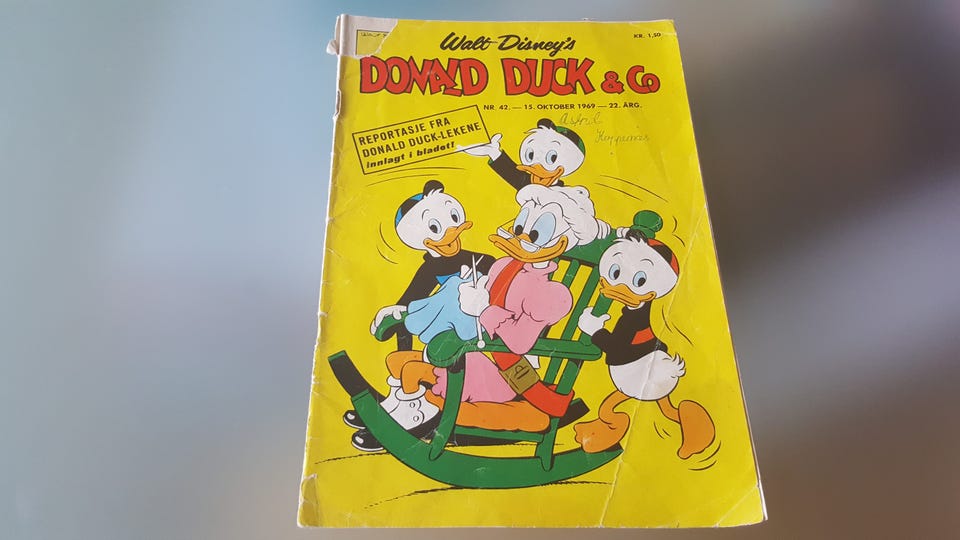 Walt Disney's
KR. 1,50
DONALD DUCK & Co
NR. 42. — 15. OKTOBER 1969 — 22. ÅRG.
REPORTASJE FRA
DONALD DUCK-LEKENE
innlagt i bladet!